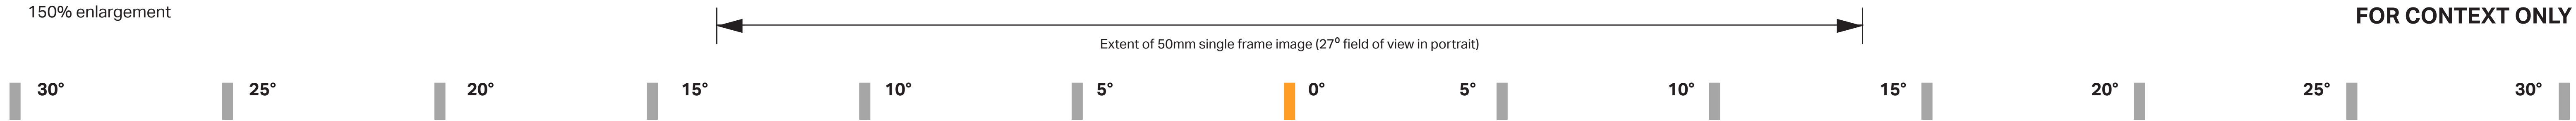 150% enlargement
FOR CONTEXT ONLY
Extent of 50mm single frame image (27° field of view in portrait)
30° 25° 20° 15° 10° 5° 0° 5° 10° 15° 20° 25° 30°